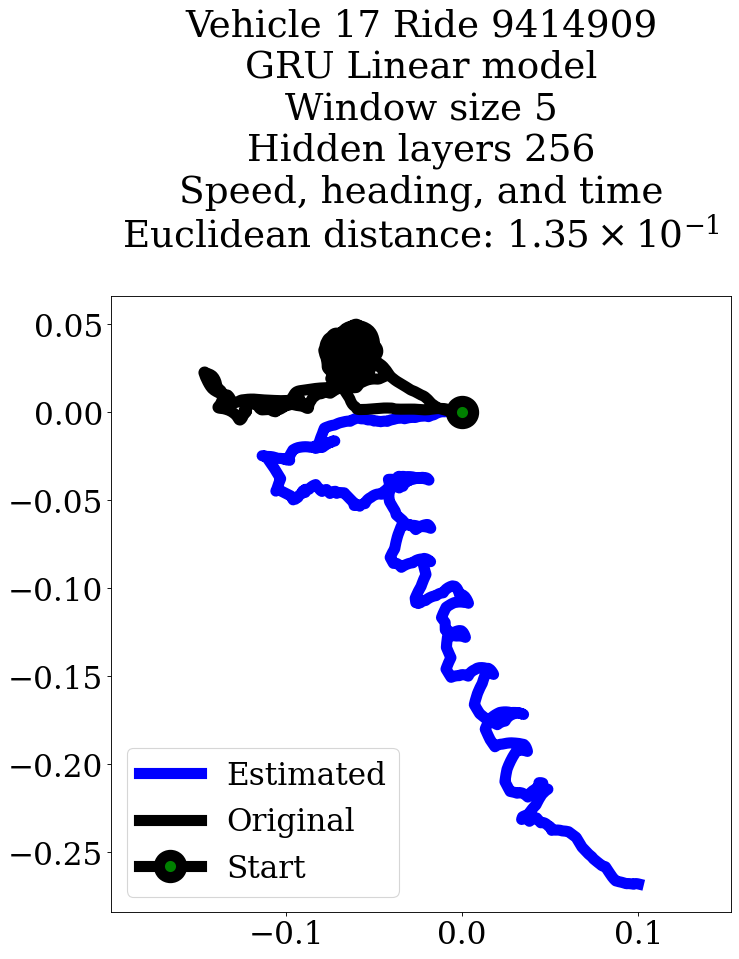 Vehicle 17 Ride 9414909
GRU Linear model
Window size 5
Hidden layers 256
Speed, heading, and time
Euclidean distance: 1.35 × 10⁻¹
0.05
0.00
−0.05
−0.10
−0.15
−0.20
−0.25
Estimated
Original
Start
−0.1
0.0
0.1